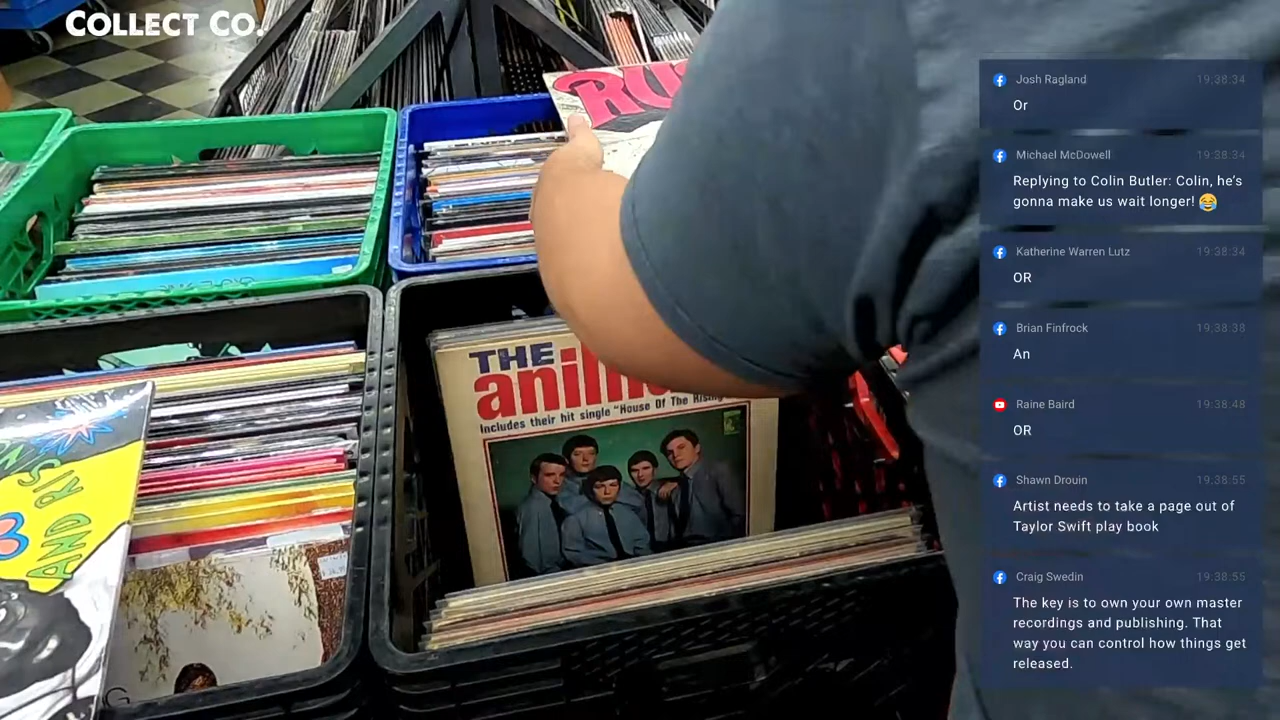 COLLECT CO.
THE
Includes their hit single "House Of The Rising
AND
Josh Ragland 19:38:34
Or
Michael McDowell 19:38:34
Replying to Colin Butler: Colin, he's
gonna make us wait longer! 😂
Katherine Warren Lutz 19:38:34
OR
Brian Finfrock 19:38:38
An
Raine Baird 19:38:48
OR
Shawn Drouin 19:38:55
Artist needs to take a page out of
Taylor Swift play book
Craig Swedin 19:38:55
The key is to own your own master
recordings and publishing. That
way you can control how things get
released.